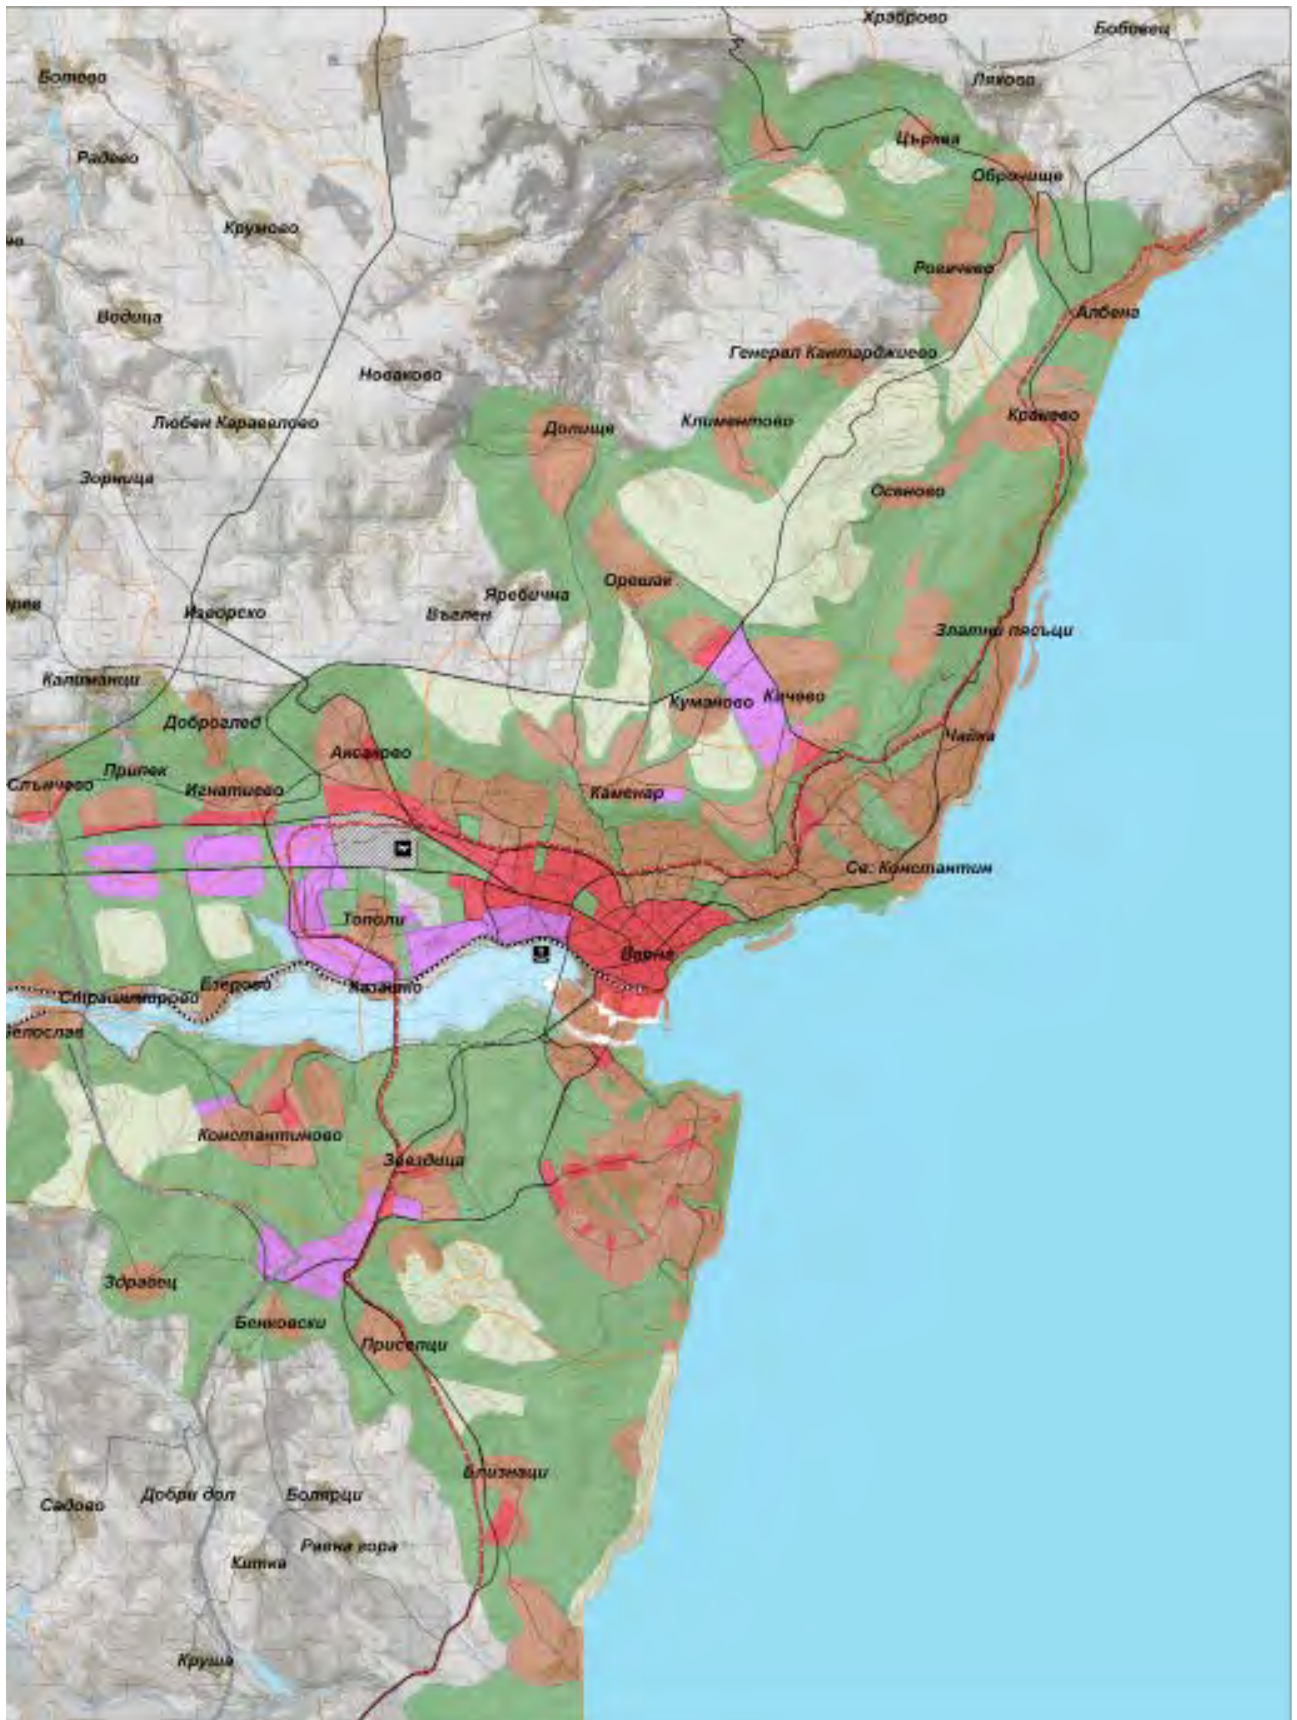 Храброво
Бобовец
Ботево
Ляхово
Радево
Църква
Оброчище
Крумово
Рогачево
Албена
Водица
Генерал Кантарджиево
Новаково
Кранево
Любен Каравелово
Долище
Климентово
Зорница
Осеново
Орешак
Яребична
Изворско
Въглен
Златни пясъци
Калиманци
Куманово
Кичево
Доброглед
Чайка
Аксаково
Припек
Слънчево
Игнатиево
Каменар
Св. Константин
Тополи
Варна
Езерово
Казашко
Страшимирово
Белослав
Константиново
Звездица
Здравец
Бенковски
Приселци
Близнаци
Добри дол
Болярци
Садово
Равна гора
Китка
Круша